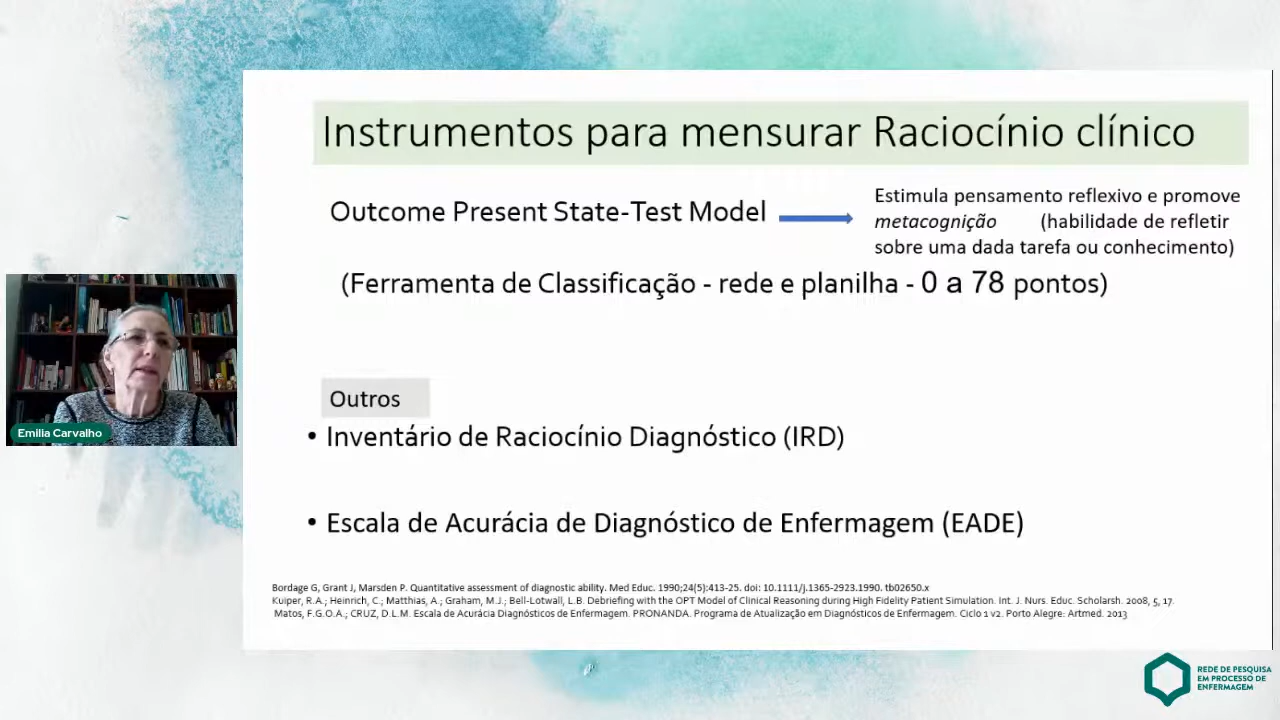 Instrumentos para mensurar Raciocínio clínico
Outcome Present State-Test Model
Estimula pensamento reflexivo e promove
metacognição (habilidade de refletir
sobre uma dada tarefa ou conhecimento)
(Ferramenta de Classificação - rede e planilha - 0 a 78 pontos)
Outros
• Inventário de Raciocínio Diagnóstico (IRD)
• Escala de Acurácia de Diagnóstico de Enfermagem (EADE)
Bordage G, Grant J, Marsden P. Quantitative assessment of diagnostic ability. Med Educ. 1990;24(5):413-25. doi: 10.1111/j.1365-2923.1990. tb02650.x
Kuiper, R.A.; Heinrich, C.; Matthias, A.; Graham, M.J.; Bell-Lotwall, L.B. Debriefing with the OPT Model of Clinical Reasoning during High Fidelity Patient Simulation. Int. J. Nurs. Educ. Scholarsh. 2008, 5, 17.
Matos, F.G.O.A.; CRUZ, D.L.M. Escala de Acurácia Diagnósticos de Enfermagem. PRONANDA. Programa de Atualização em Diagnósticos de Enfermagem. Ciclo 1 v2. Porto Alegre: Artmed. 2013
Emilia Carvalho
REDE DE PESQUISA
EM PROCESSO DE
ENFERMAGEM